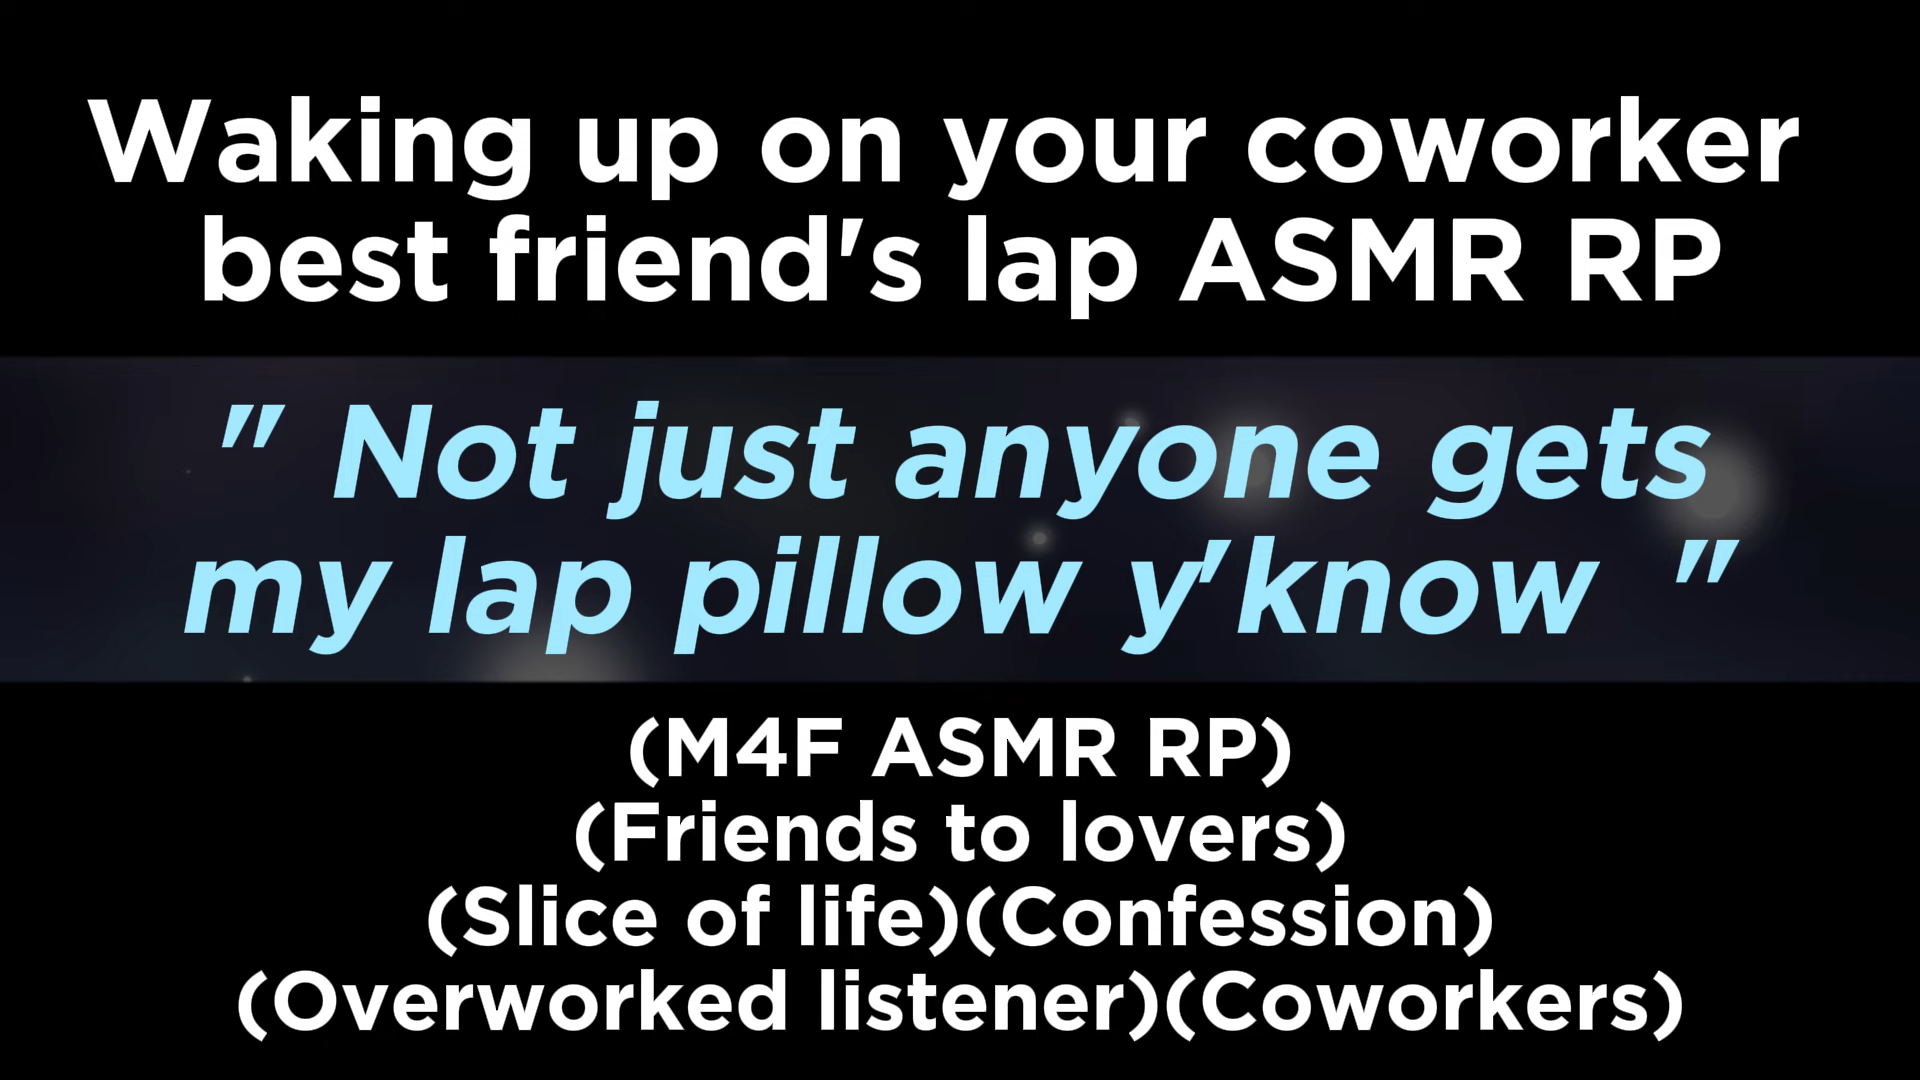 Waking up on your coworker
best friend's lap ASMR RP
" Not just anyone gets
my lap pillow y'know "
(M4F ASMR RP)
(Friends to lovers)
(Slice of life)(Confession)
(Overworked listener)(Coworkers)